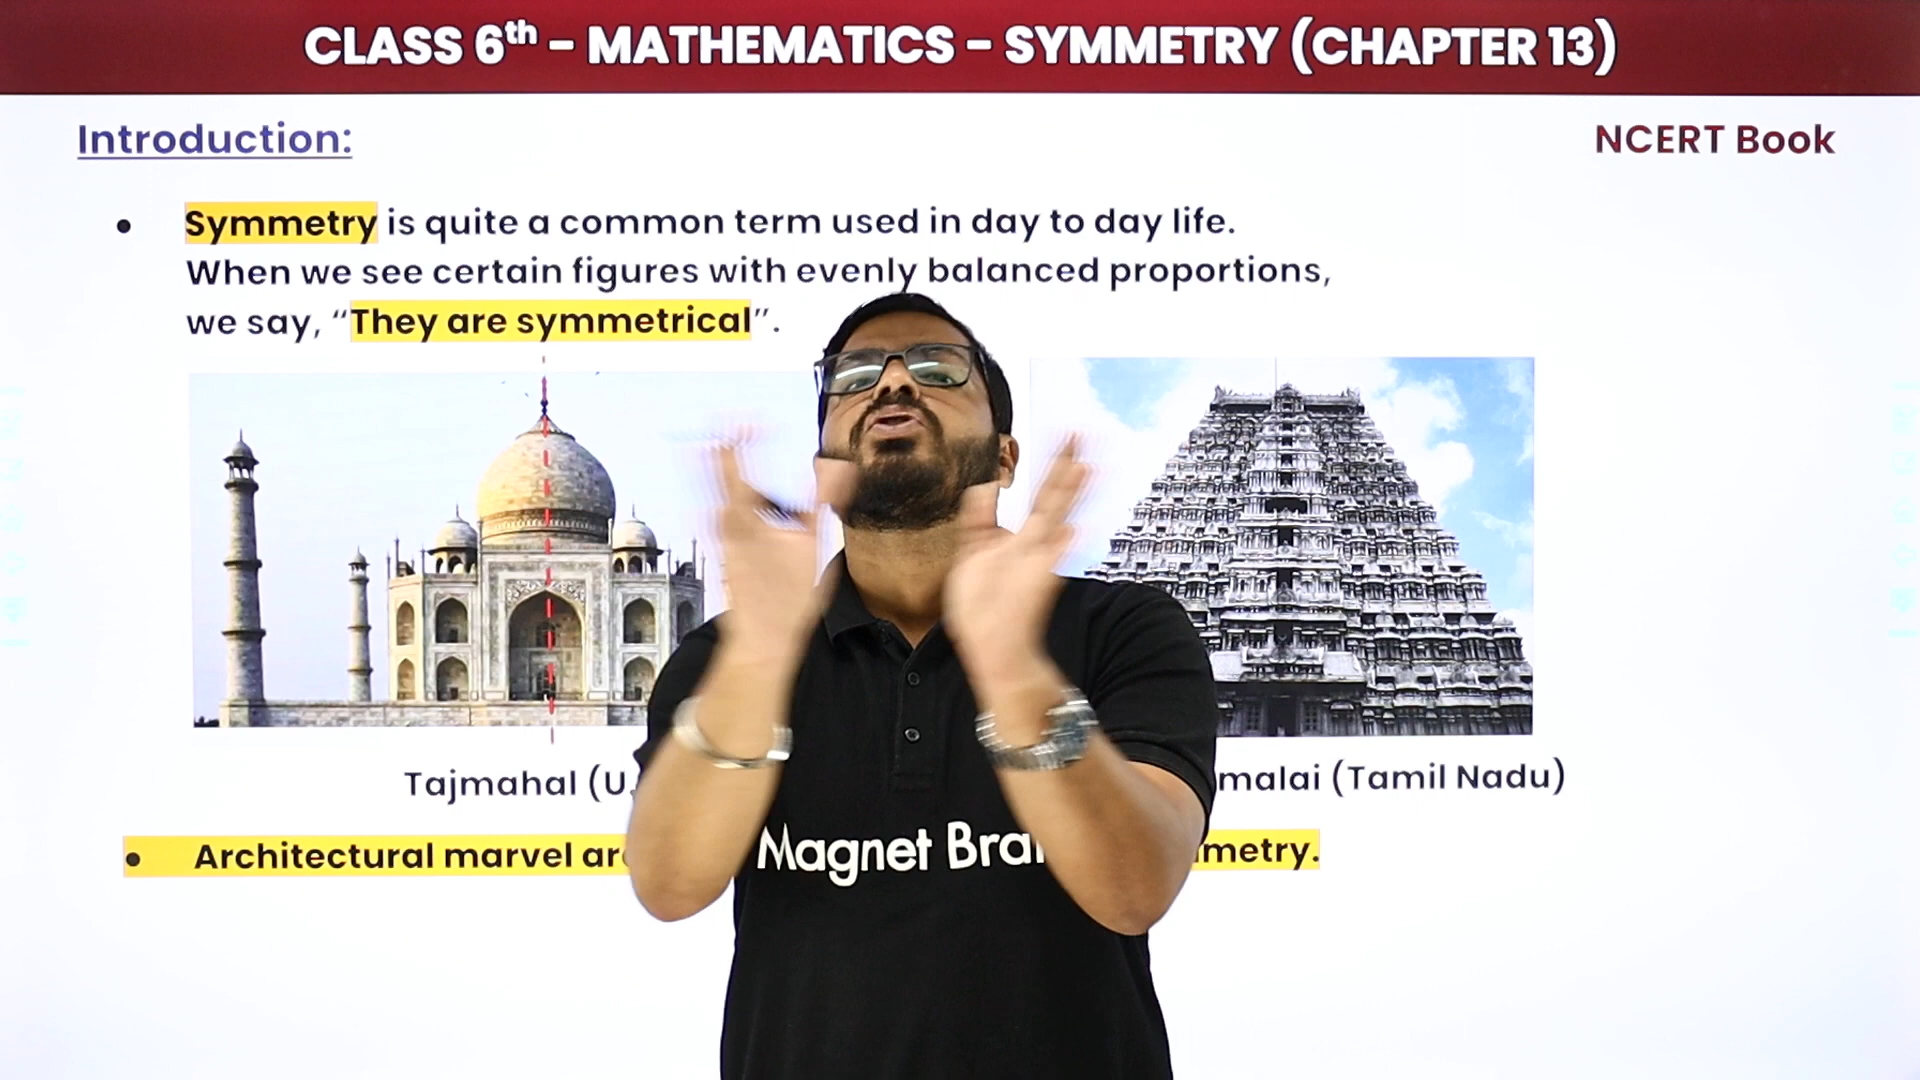 CLASS 6th – MATHEMATICS – SYMMETRY (CHAPTER 13)
Introduction:
NCERT Book
• Symmetry is quite a common term used in day to day life.
When we see certain figures with evenly balanced proportions,
we say, “They are symmetrical”.
Tajmahal (U.
malai (Tamil Nadu)
• Architectural marvel
metry.
Magnet